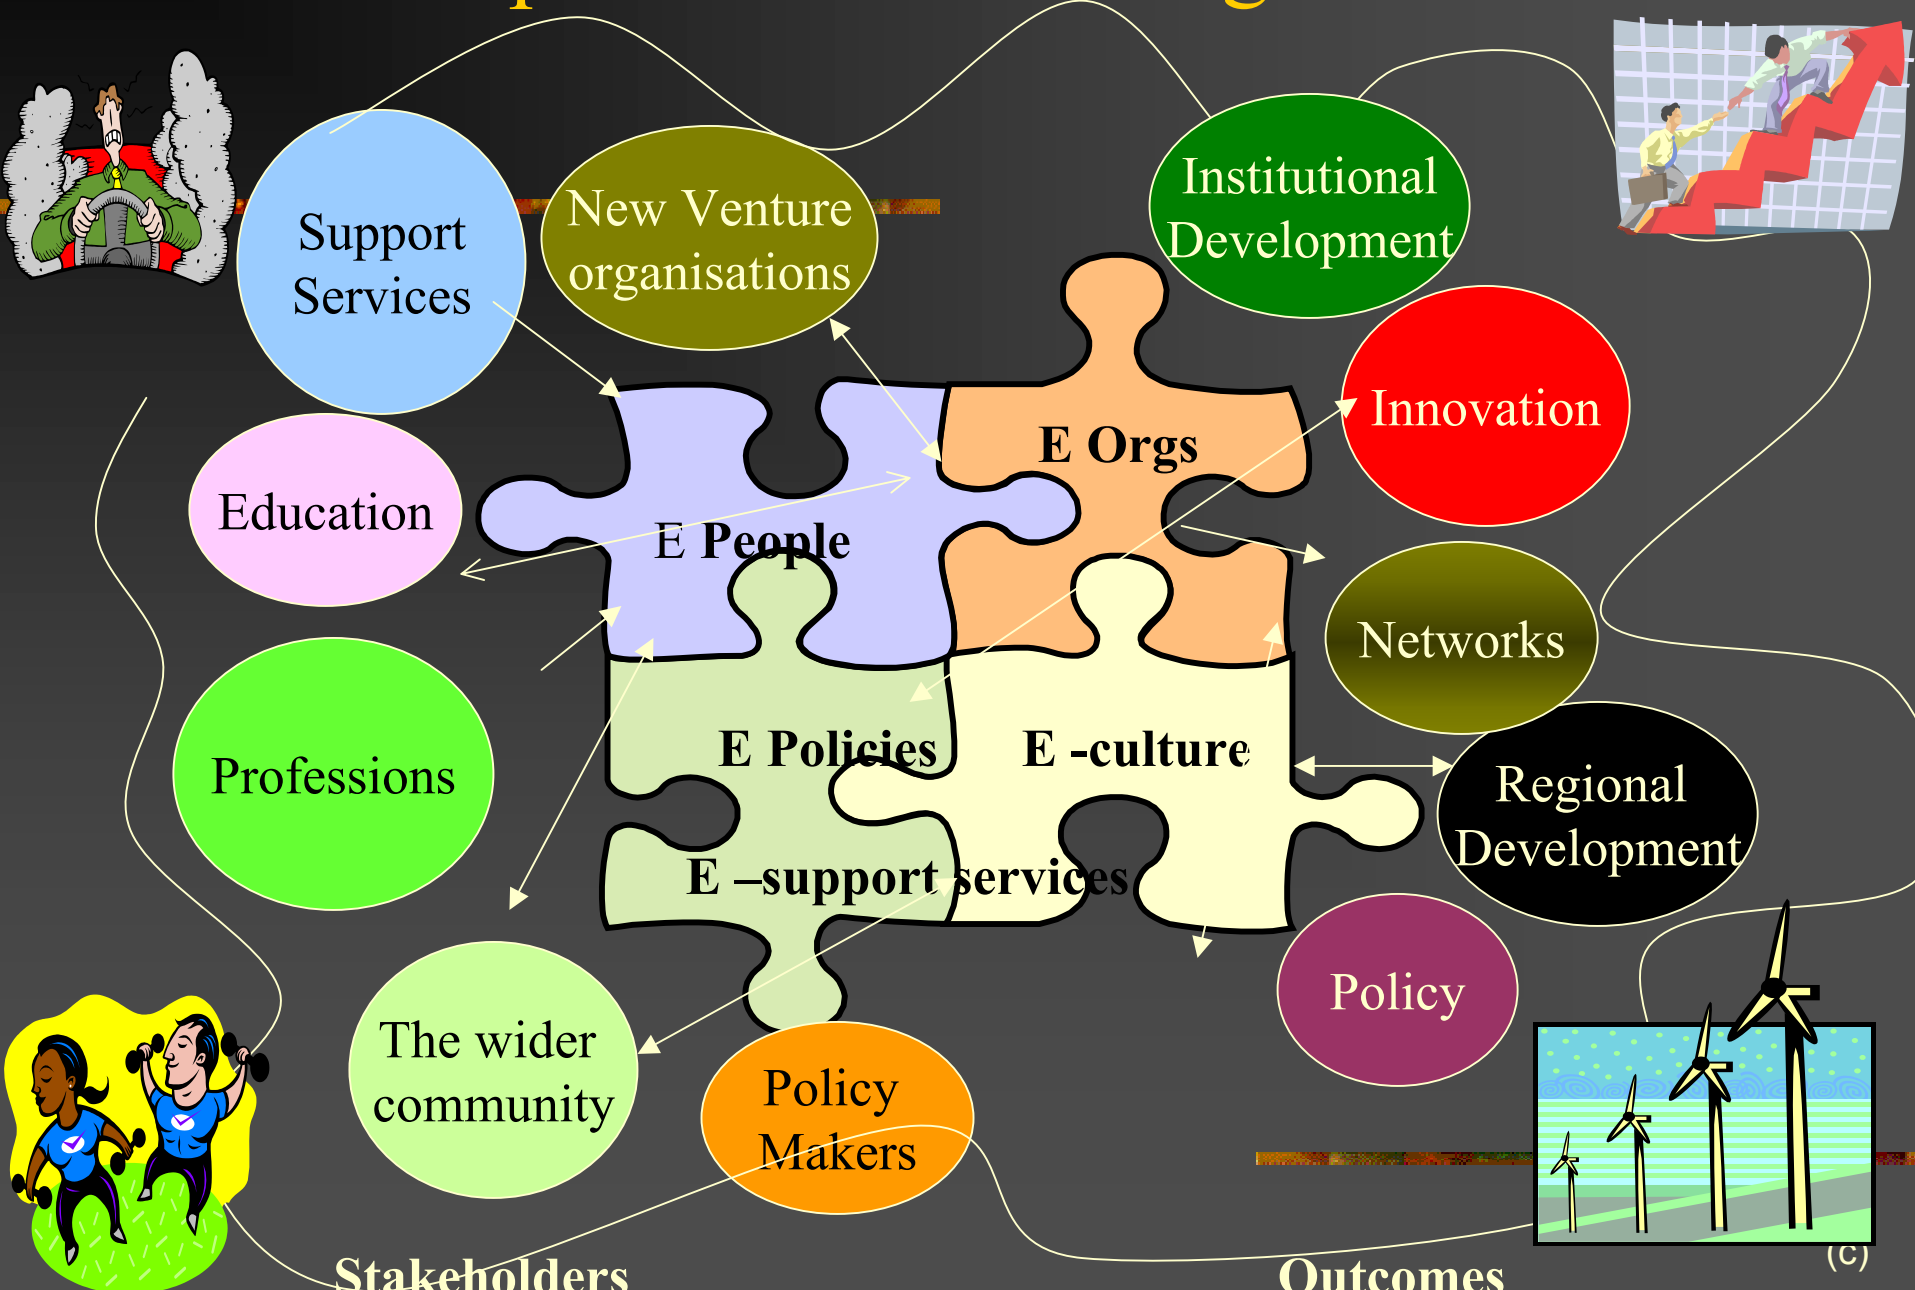 Support
Services
New Venture
organisations
Institutional
Development
Innovation
E Orgs
Education
E People
Networks
Professions
E Policies
E -culture
Regional
Development
E –support services
Policy
The wider
community
Policy
Makers
Stakeholders
Outcomes
(c)